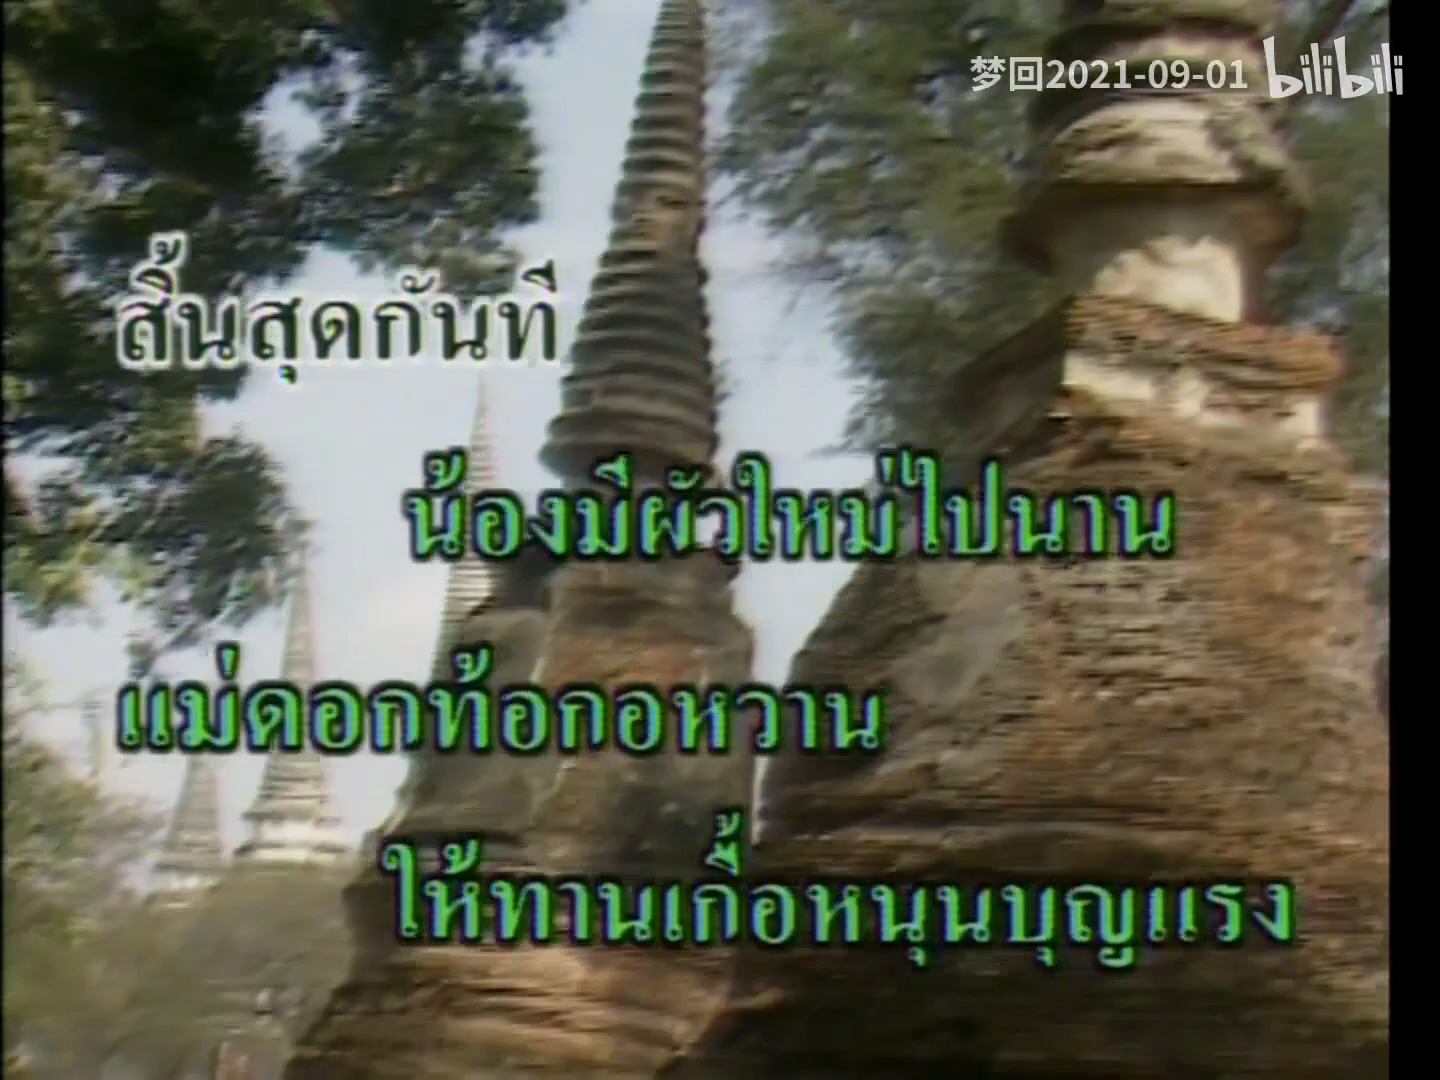 梦回2021-09-01 bilibili
สิ้นสุดกันที
น้องมีผัวใหม่ไปนาน
แม่ดอกท้อกอหวาน
ให้ทานเกื้อหนุนบุญแรง